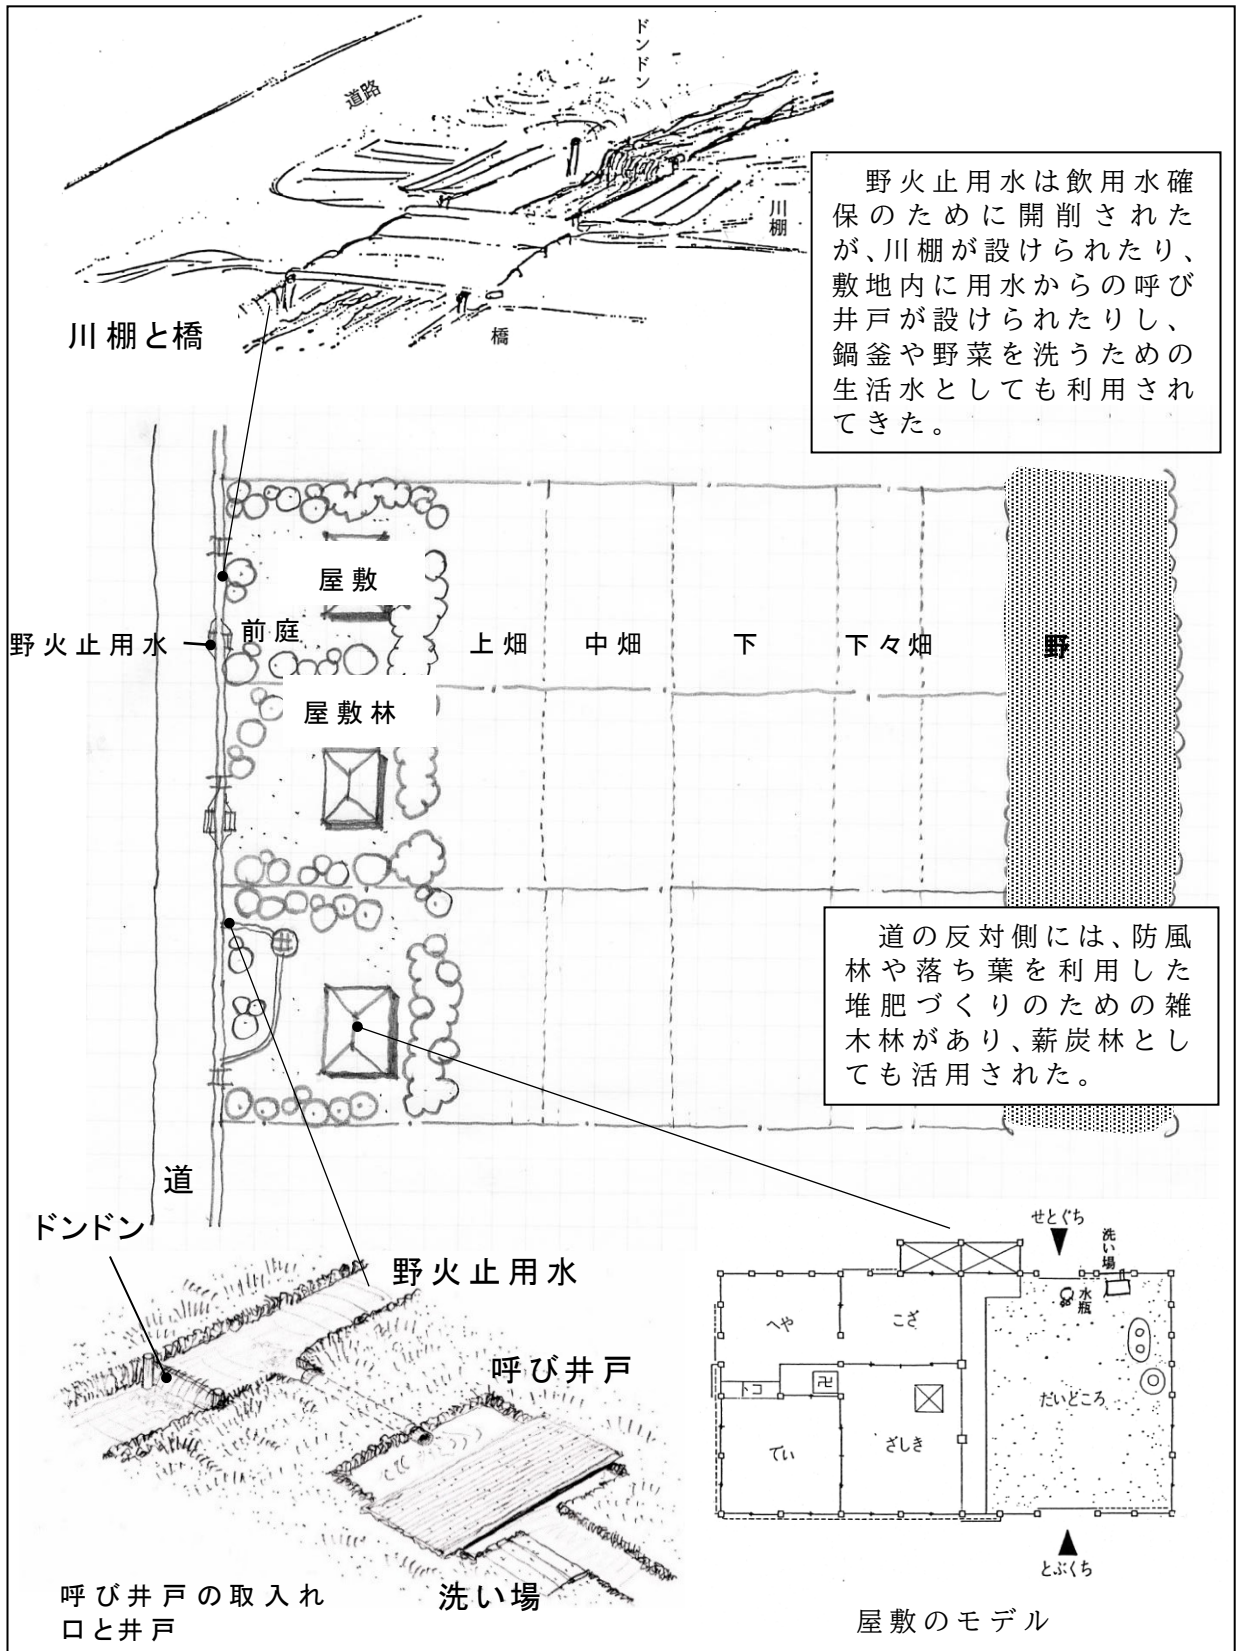 ドンドン
道路
川棚
橋
川棚と橋
野火止用水は飲用水確
保のために開削された
が、川棚が設けられたり、
敷地内に用水からの呼び
井戸が設けられたりし、
鍋釜や野菜を洗うための
生活水としても利用され
てきた。
屋敷
野火止用水
前庭
上畑
中畑
下
下々畑
野
屋敷林
道の反対側には、防風
林や落ち葉を利用した
堆肥づくりのための雑
木林があり、薪炭林とし
ても活用された。
道
ドンドン
野火止用水
呼び井戸
洗い場
呼び井戸の取入れ
口と井戸
せとぐち
洗い場
水瓶
へや
こざ
トコ
卍
だいどころ
でい
ざしき
とぶくち
屋敷のモデル